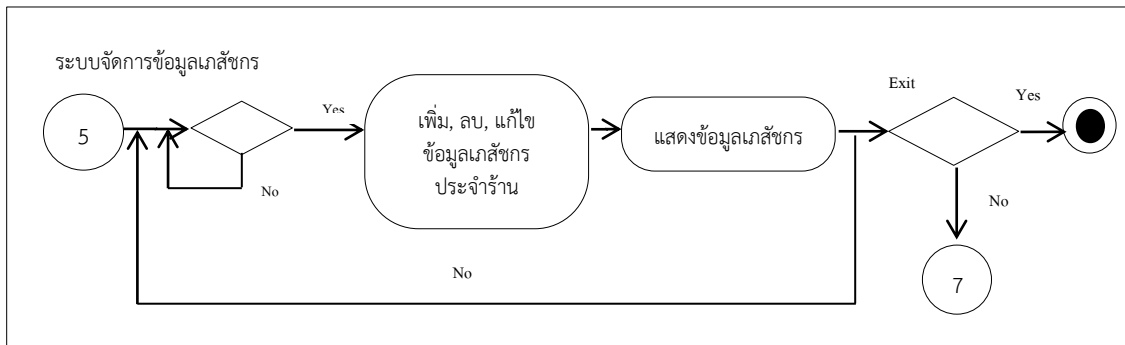 ระบบจัดการข้อมูลเภสัชกร
5
Yes
No
เพิ่ม, ลบ, แก้ไข
ข้อมูลเภสัชกร
ประจำร้าน
แสดงข้อมูลเภสัชกร
Exit
Yes
No
7
No